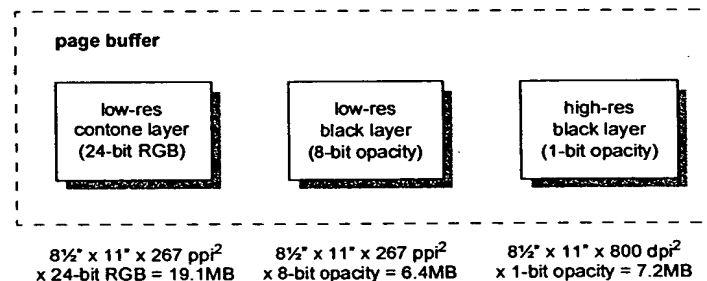 page buffer
low-res
contone layer
(24-bit RGB)
low-res
black layer
(8-bit opacity)
high-res
black layer
(1-bit opacity)
8½" x 11" x 267 ppi²
x 24-bit RGB = 19.1MB
8½" x 11" x 267 ppi²
x 8-bit opacity = 6.4MB
8½" x 11" x 800 dpi²
x 1-bit opacity = 7.2MB